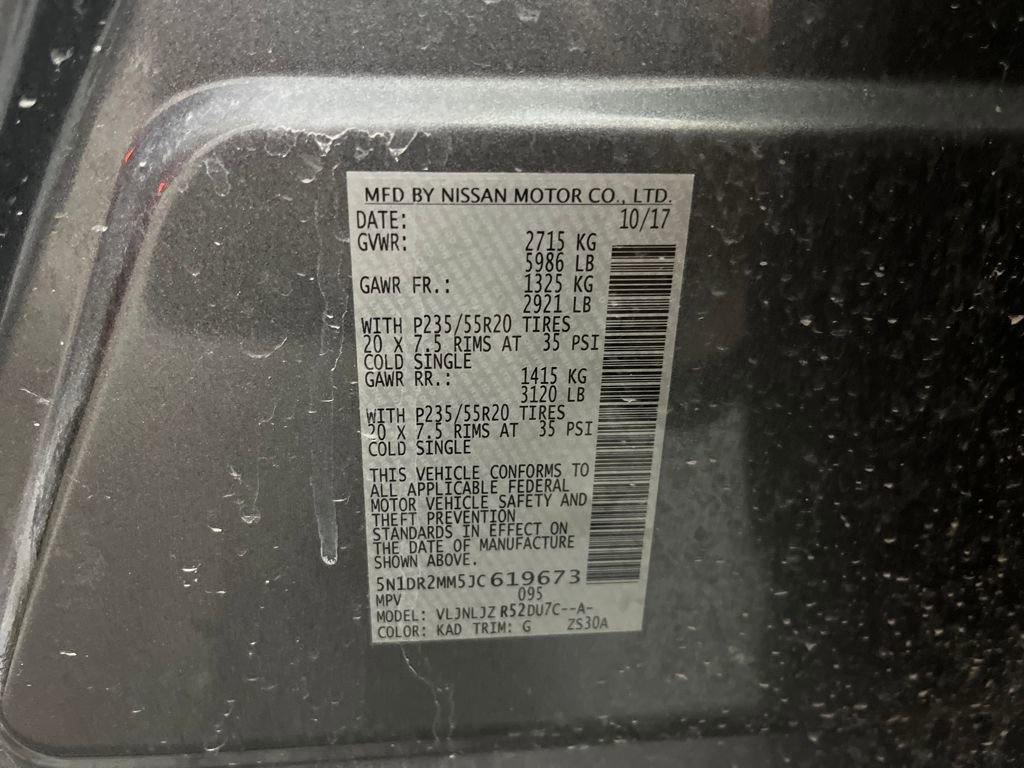 MFD BY NISSAN MOTOR CO., LTD.
DATE: 10/17
GVWR: 2715 KG
5986 LB
GAWR FR.: 1325 KG
2921 LB
WITH P235/55R20 TIRES
20 X 7.5 RIMS AT 35 PSI
COLD SINGLE
GAWR RR.: 1415 KG
3120 LB
WITH P235/55R20 TIRES
20 X 7.5 RIMS AT 35 PSI
COLD SINGLE
THIS VEHICLE CONFORMS TO
ALL APPLICABLE FEDERAL
MOTOR VEHICLE SAFETY AND
THEFT PREVENTION
STANDARDS IN EFFECT ON
THE DATE OF MANUFACTURE
SHOWN ABOVE.
5N1DR2MM5JC619673
MPV 095
MODEL: VLJNLJZ R52DU7C--A-
COLOR: KAD TRIM: G ZS30A